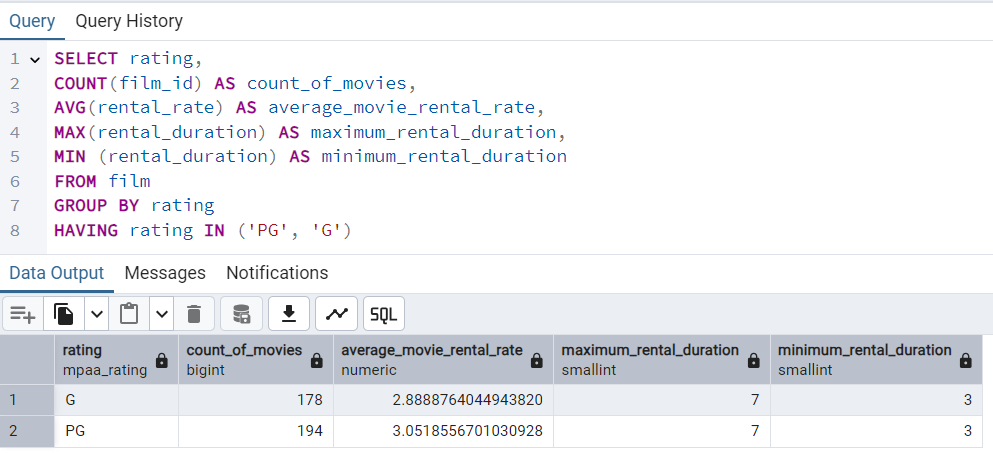 Query Query History
1 SELECT rating,
2 COUNT(film_id) AS count_of_movies,
3 AVG(rental_rate) AS average_movie_rental_rate,
4 MAX(rental_duration) AS maximum_rental_duration,
5 MIN (rental_duration) AS minimum_rental_duration
6 FROM film
7 GROUP BY rating
8 HAVING rating IN ('PG', 'G')
Data Output Messages Notifications
SQL
rating count_of_movies average_movie_rental_rate maximum_rental_duration minimum_rental_duration
mpaa_rating bigint numeric smallint smallint
1 G 178 2.8888764044943820 7 3
2 PG 194 3.0518556701030928 7 3